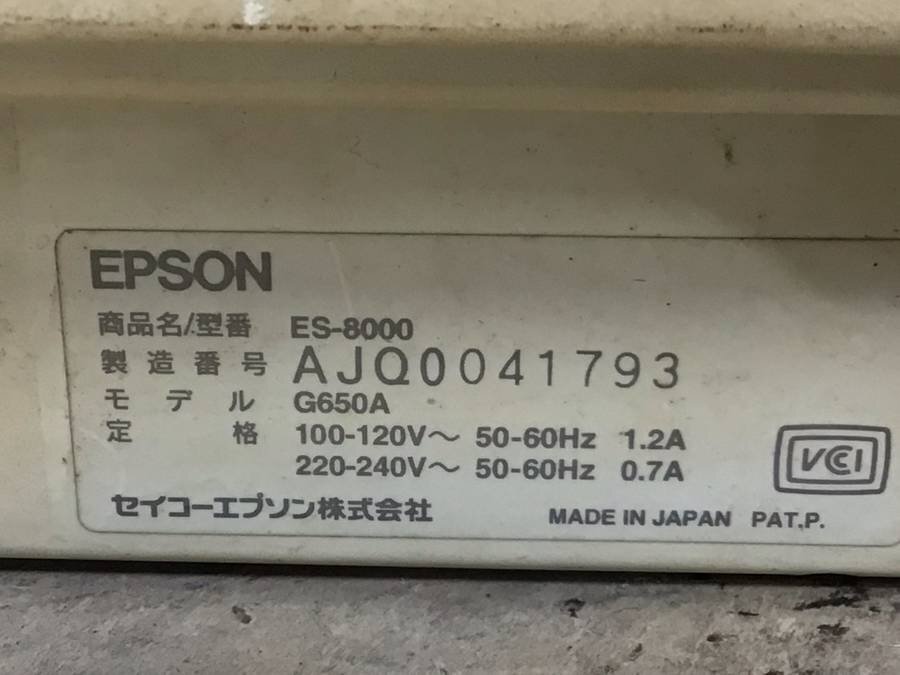 EPSON
商品名/型番 ES-8000
製造番号 AJQ0041793
モデル G650A
定格 100-120V～ 50-60Hz 1.2A
220-240V～ 50-60Hz 0.7A
VCCI
セイコーエプソン株式会社 MADE IN JAPAN PAT.P.